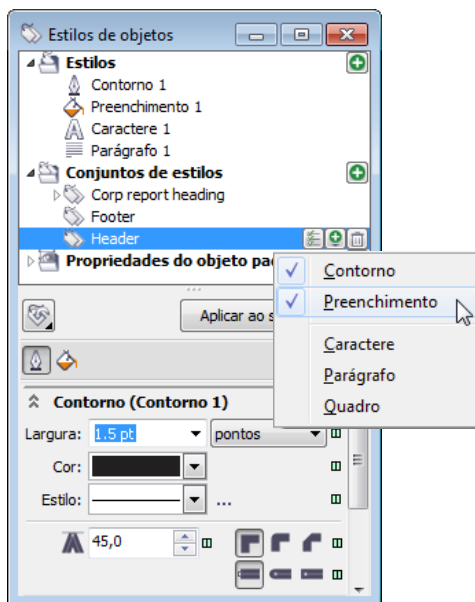 Estilos de objetos
Estilos
Contorno 1
Preenchimento 1
Caractere 1
Parágrafo 1
Conjuntos de estilos
Corp report heading
Footer
Header
Propriedades do objeto pa
Contorno
Preenchimento
Caractere
Parágrafo
Quadro
Aplicar ao s
Contorno (Contorno 1)
Largura: 1.5 pt pontos
Cor:
Estilo: ...
45,0